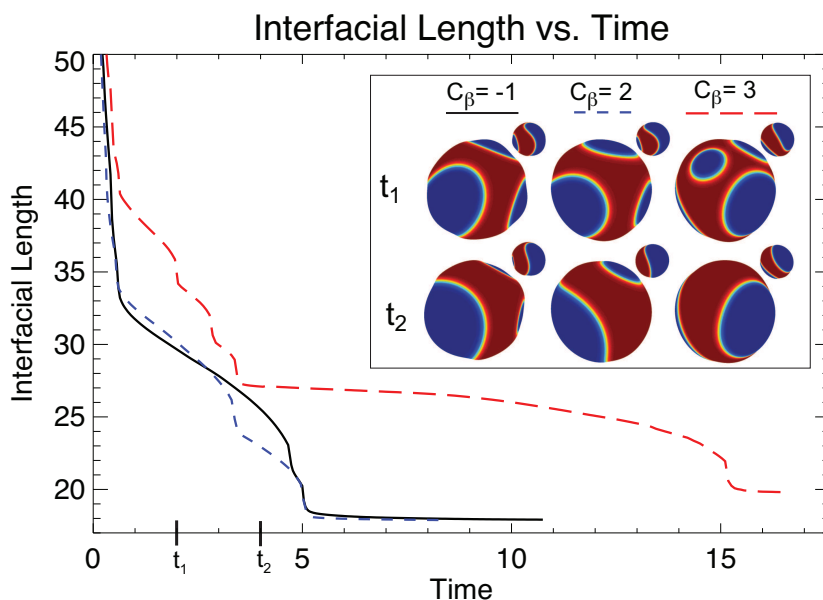 Interfacial Length vs. Time
50
45
40
35
30
25
20
Interfacial Length
Cβ= -1 Cβ= 2 Cβ= 3
t1
t2
0 5 10 15
t1 t2
Time